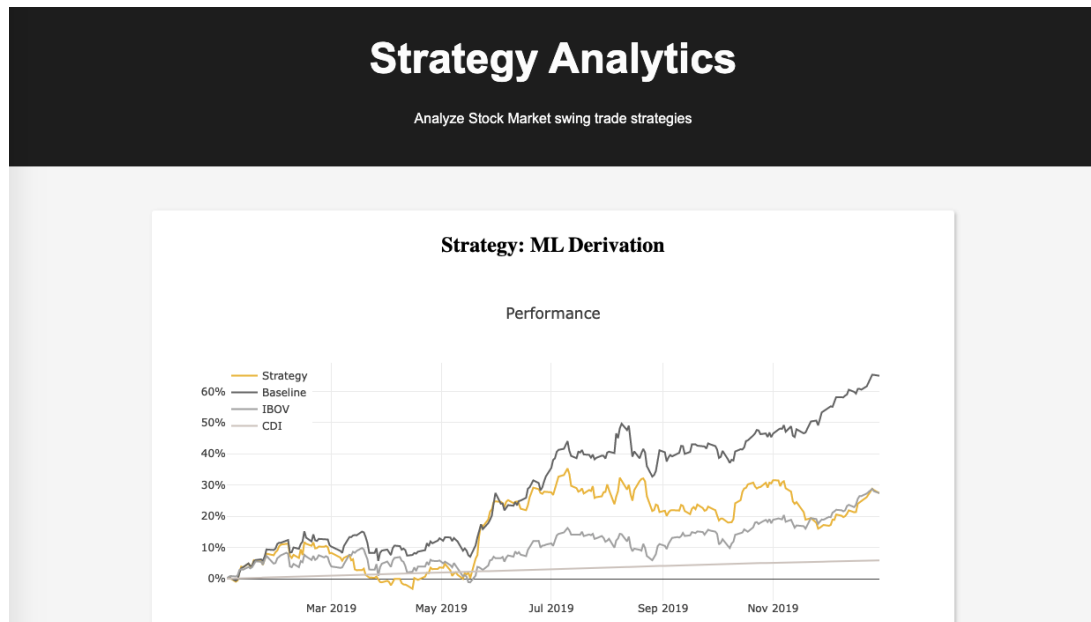 Strategy Analytics
Analyze Stock Market swing trade strategies
Strategy: ML Derivation
Performance
Strategy
60% Baseline
IBOV
50% CDI
40%
30%
20%
10%
0%
Mar 2019 May 2019 Jul 2019 Sep 2019 Nov 2019